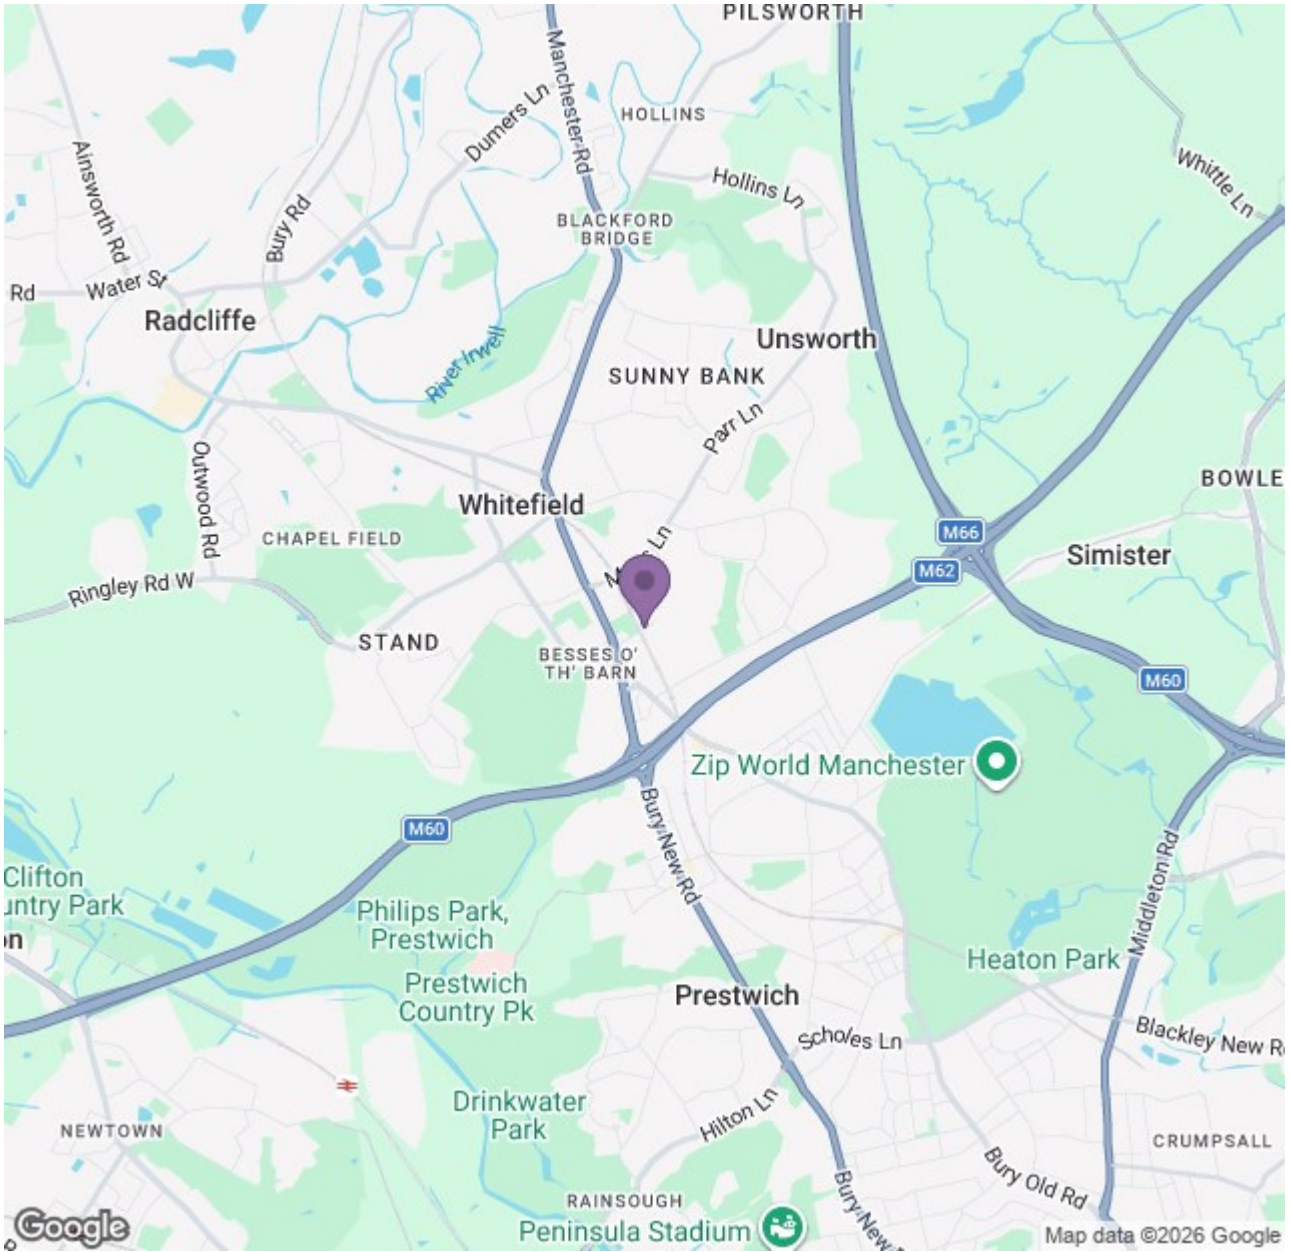 PILSWORTH
Manchester Rd
Dumers Ln
HOLLINS
Ainsworth Rd
Hollins Ln
Whittle Ln
Bury Rd
BLACKFORD
BRIDGE
Rd
Water St
Radcliffe
River Irwell
Unsworth
SUNNY BANK
Parr Ln
Outwood Rd
Whitefield
BOWLE
CHAPEL FIELD
M66
M62
Simister
Ln
Ringley Rd W
STAND
BESSES O'
TH' BARN
M60
Zip World Manchester
M60
Bury New Rd
Middleton Rd
Clifton
untry Park
Philips Park,
Prestwich
on
Heaton Park
Prestwich
Country Pk
Prestwich
Scholes Ln
Blackley New R
Drinkwater
Park
Hilton Ln
NEWTOWN
CRUMPSALL
Bury Old Rd
RAINSOUGH
Bury New
Peninsula Stadium
Google
Map data ©2026 Google